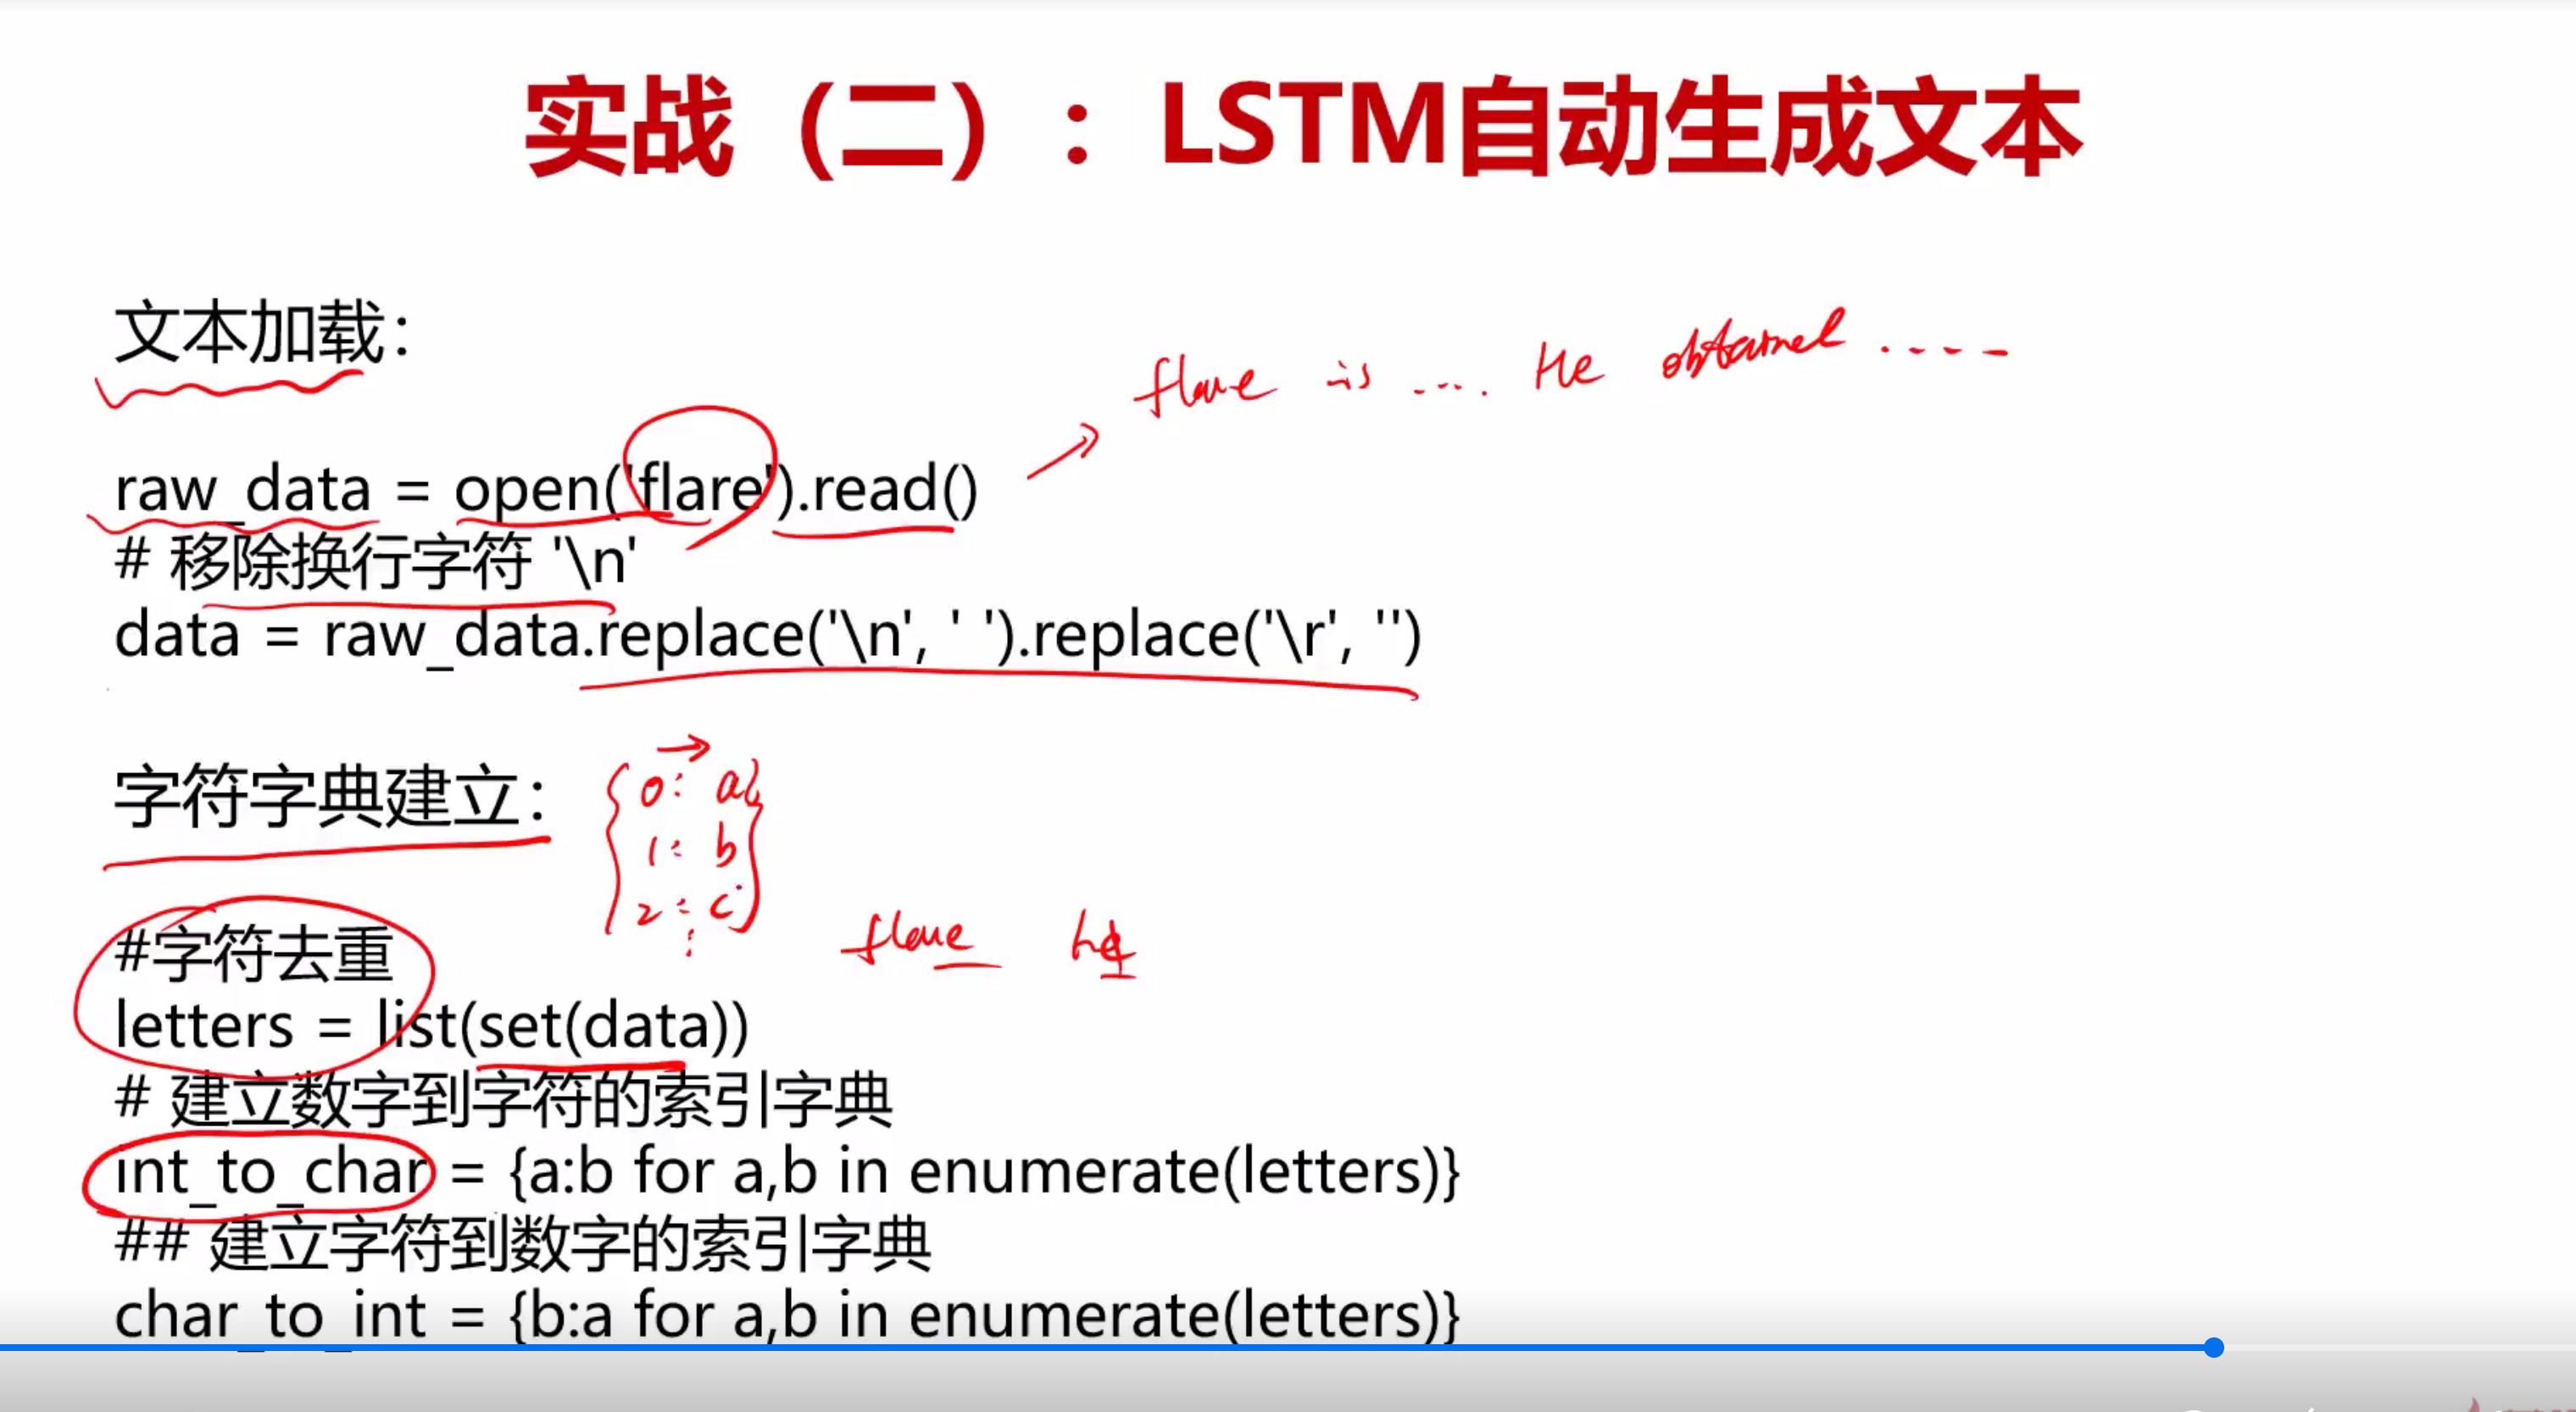 实战（二）：LSTM自动生成文本
文本加载：
flare is .... He obtained ....
raw_data = open('flare').read()
# 移除换行字符 '\n'
data = raw_data.replace('\n', ' ').replace('\r', '')
字符字典建立：
{0: a,
1: b
2: c}
⋮
flare he
#字符去重
letters = list(set(data))
# 建立数字到字符的索引字典
int_to_char = {a:b for a,b in enumerate(letters)}
## 建立字符到数字的索引字典
char_to_int = {b:a for a,b in enumerate(letters)}